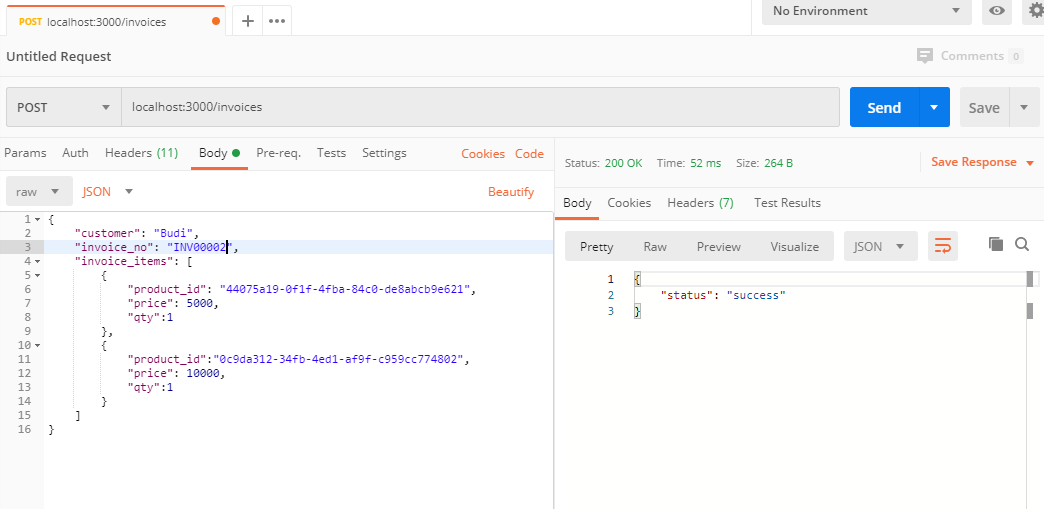 POST localhost:3000/invoices
No Environment
Untitled Request
Comments 0
POST localhost:3000/invoices Send Save
Params Auth Headers (11) Body Pre-req. Tests Settings Cookies Code
raw JSON Beautify
1 {
2 "customer": "Budi",
3 "invoice_no": "INV00002",
4 "invoice_items": [
5 {
6 "product_id": "44075a19-0f1f-4fba-84c0-de8abcb9e621",
7 "price": 5000,
8 "qty":1
9 },
10 {
11 "product_id":"0c9da312-34fb-4ed1-af9f-c959cc774802",
12 "price": 10000,
13 "qty":1
14 }
15 ]
16 }
Status: 200 OK Time: 52 ms Size: 264 B Save Response
Body Cookies Headers (7) Test Results
Pretty Raw Preview Visualize JSON
1 {
2 "status": "success"
3 }